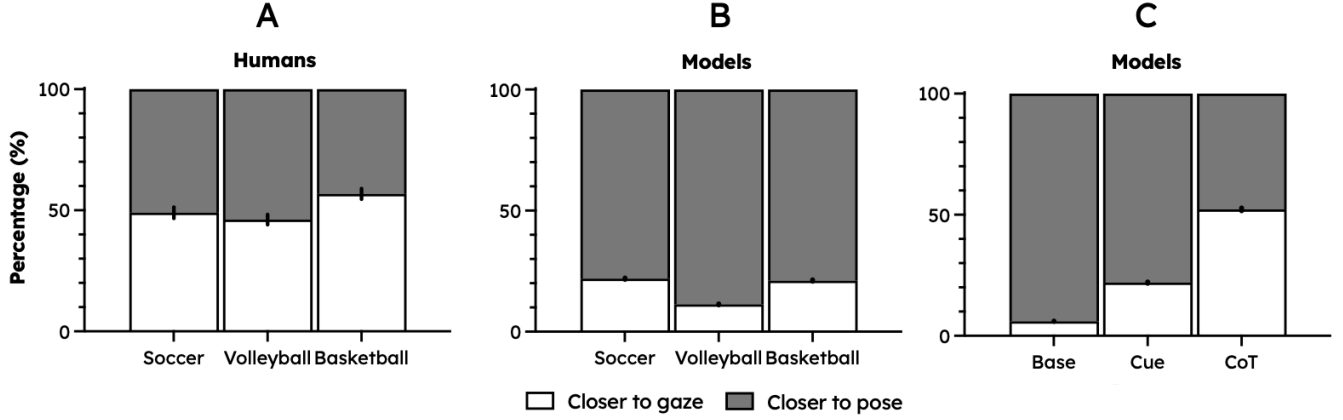 A
B
C
Humans
Models
Models
Percentage (%)
100
50
0
Soccer
Volleyball
Basketball
100
50
0
Soccer
Volleyball
Basketball
100
50
0
Base
Cue
CoT
Closer to gaze
Closer to pose